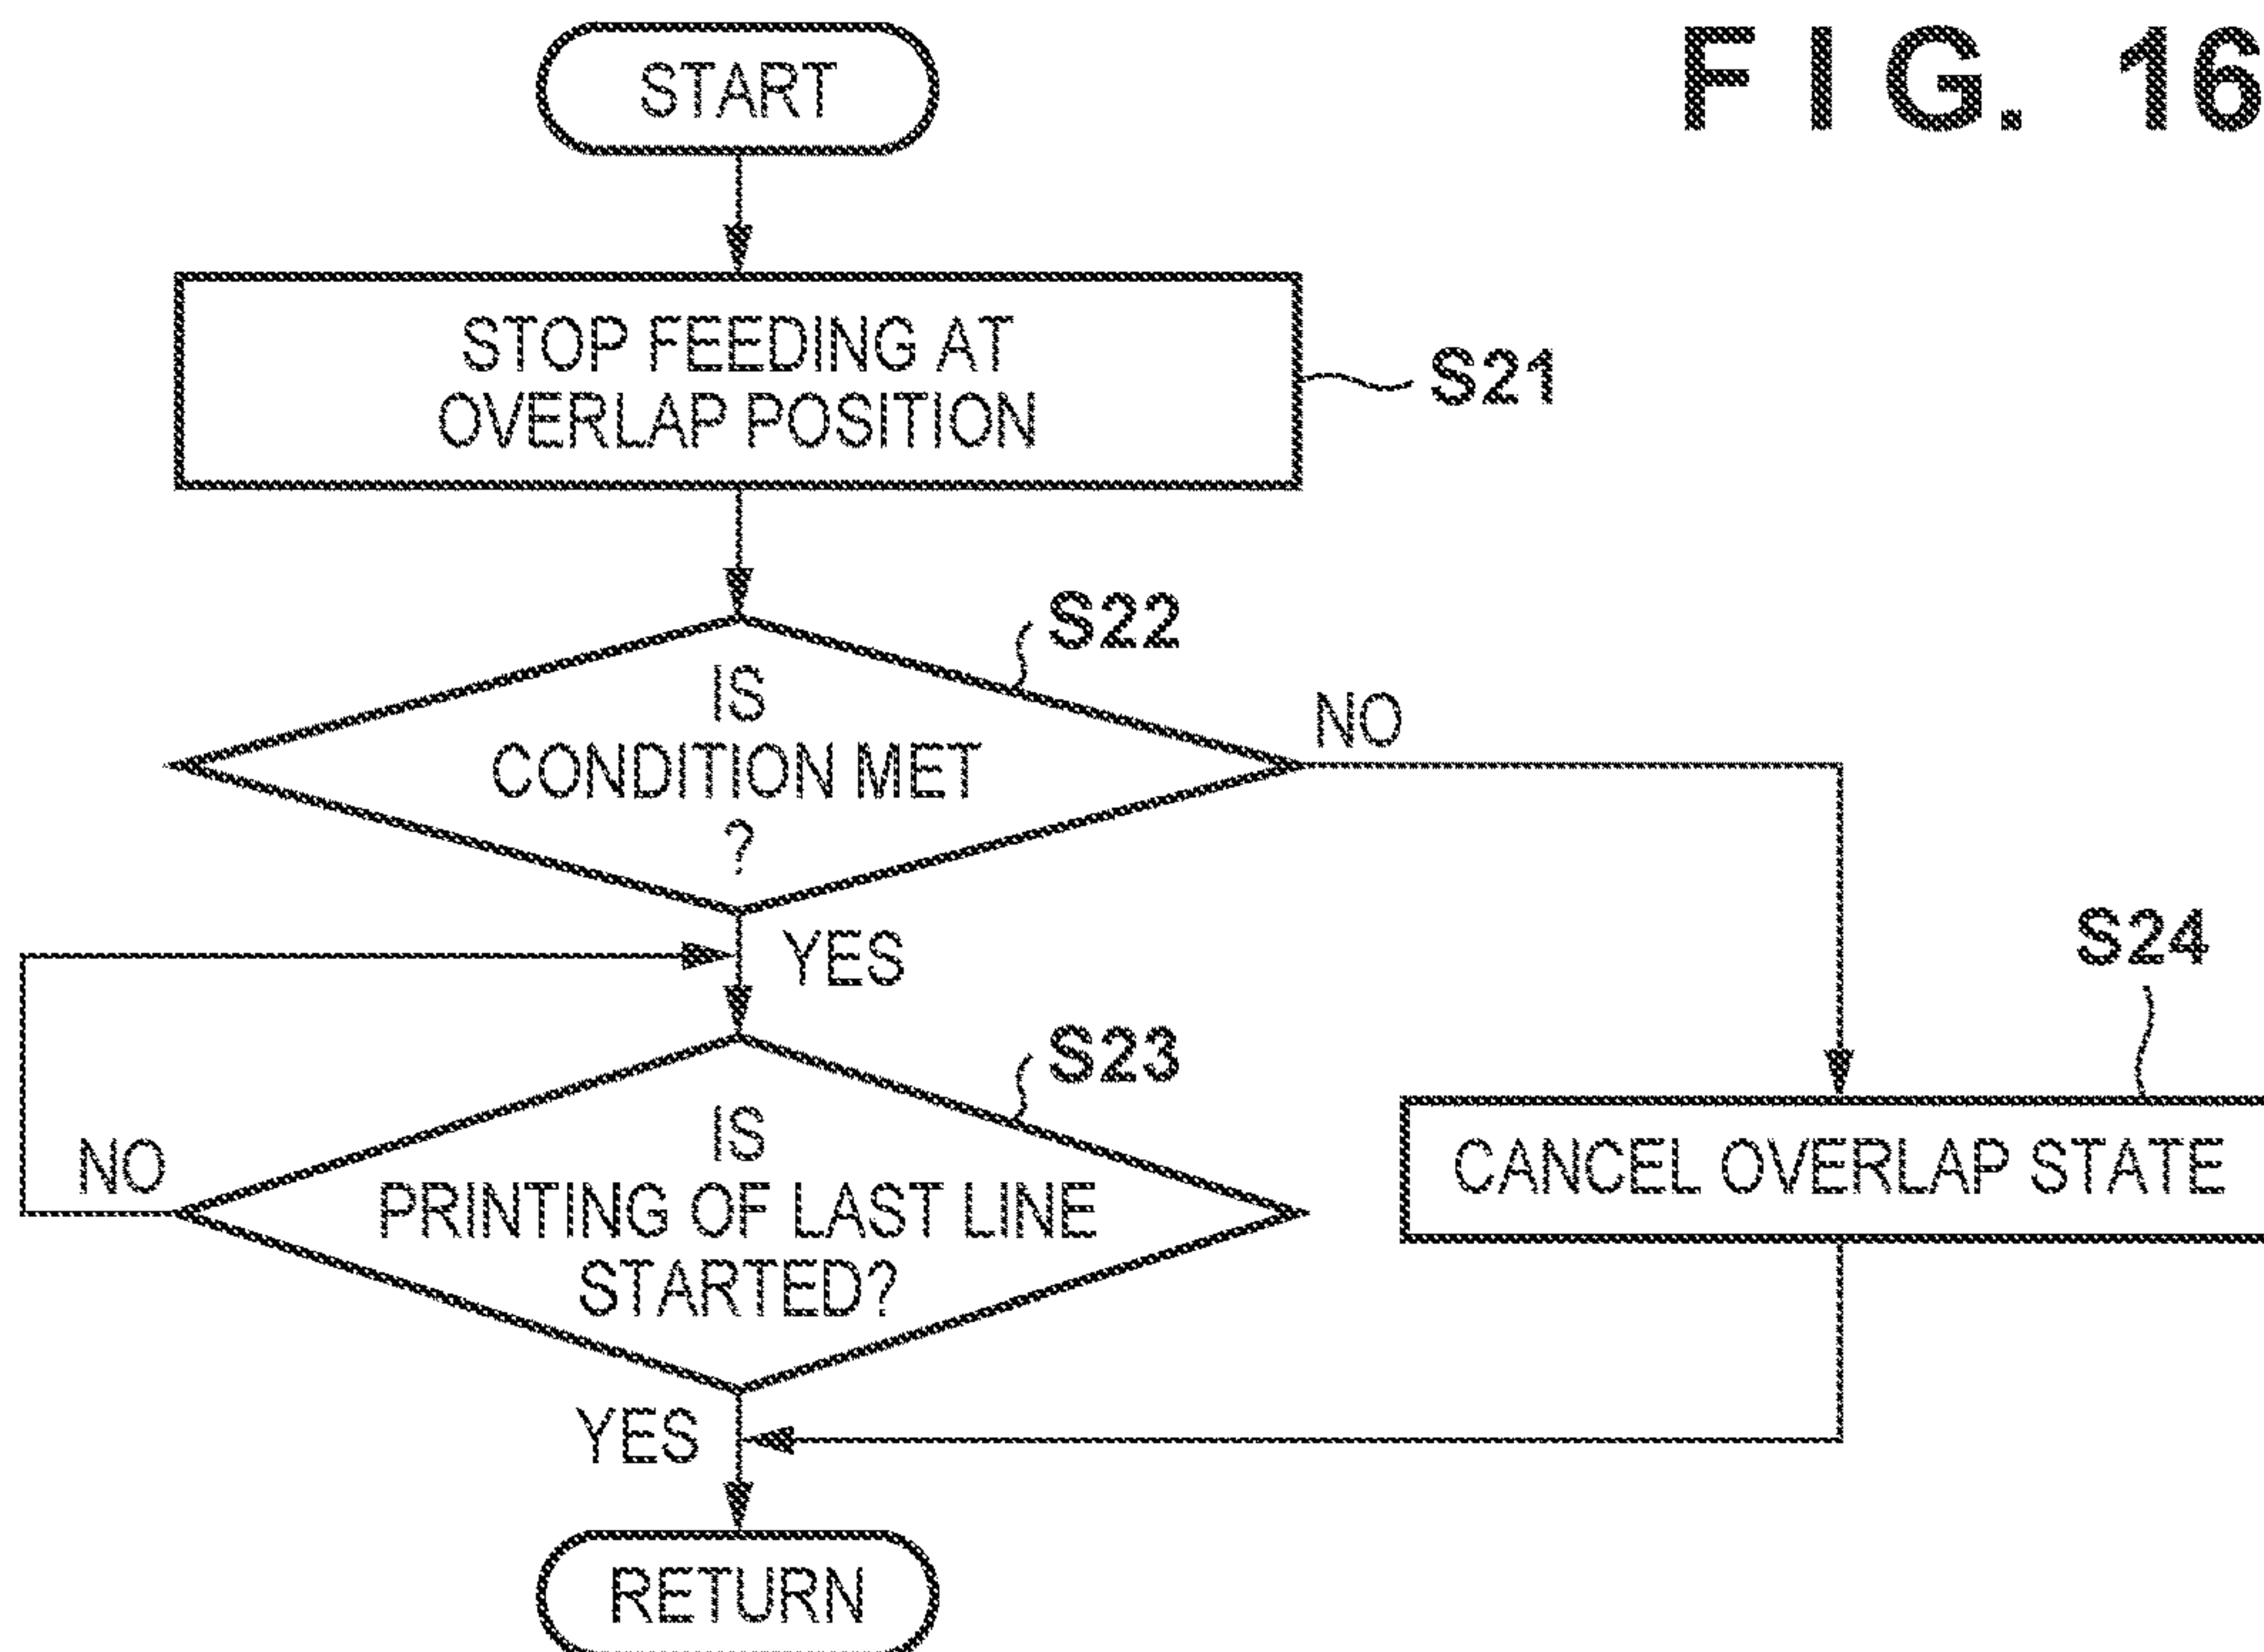 FIG. 16
START
STOP FEEDING AT
OVERLAP POSITION
S21
S22
IS
CONDITION MET
?
NO
YES
S24
S23
IS
PRINTING OF LAST LINE
STARTED?
NO
CANCEL OVERLAP STATE
YES
RETURN